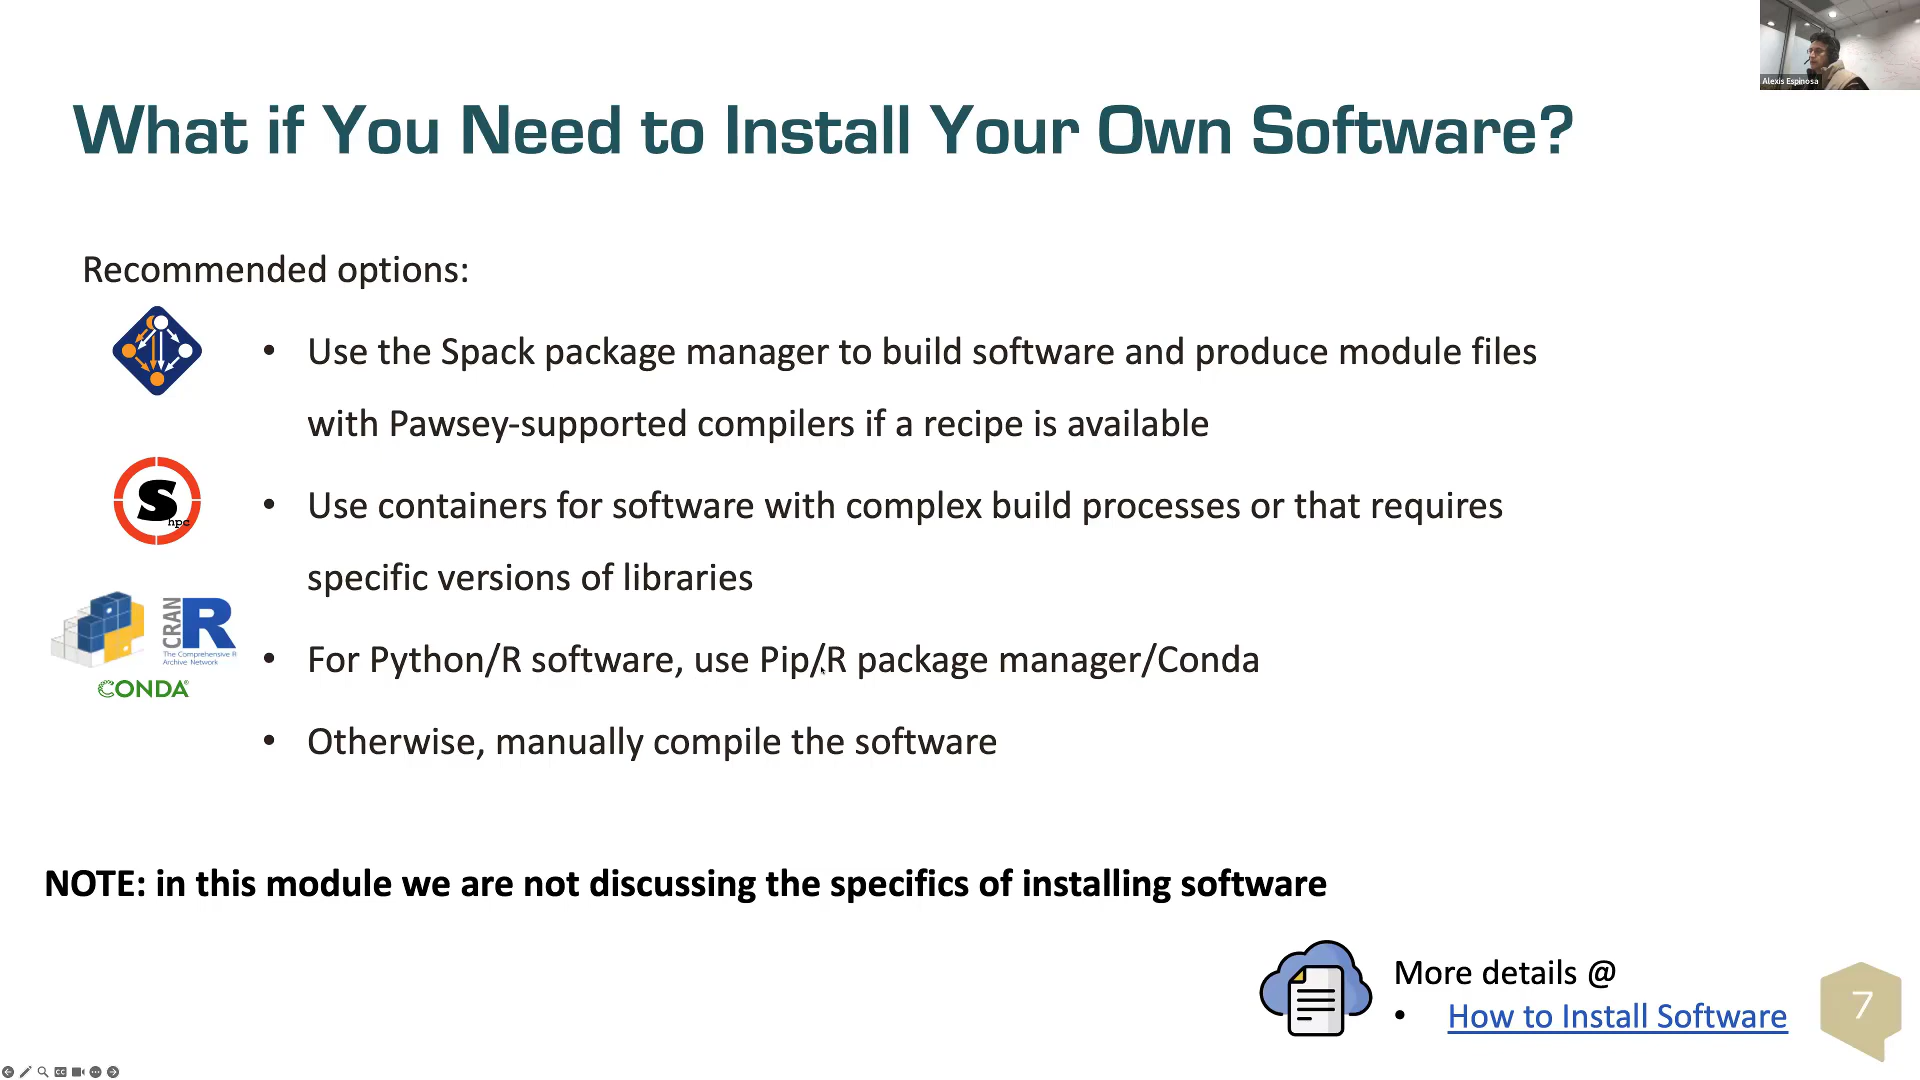 Alexis Espinosa
What if You Need to Install Your Own Software?
Recommended options:
• Use the Spack package manager to build software and produce module files
with Pawsey-supported compilers if a recipe is available
S
hpc
• Use containers for software with complex build processes or that requires
specific versions of libraries
CRAN
R
The Comprehensive R
Archive Network
CONDA
• For Python/R software, use Pip/R package manager/Conda
• Otherwise, manually compile the software
NOTE: in this module we are not discussing the specifics of installing software
More details @
• How to Install Software
7
CC